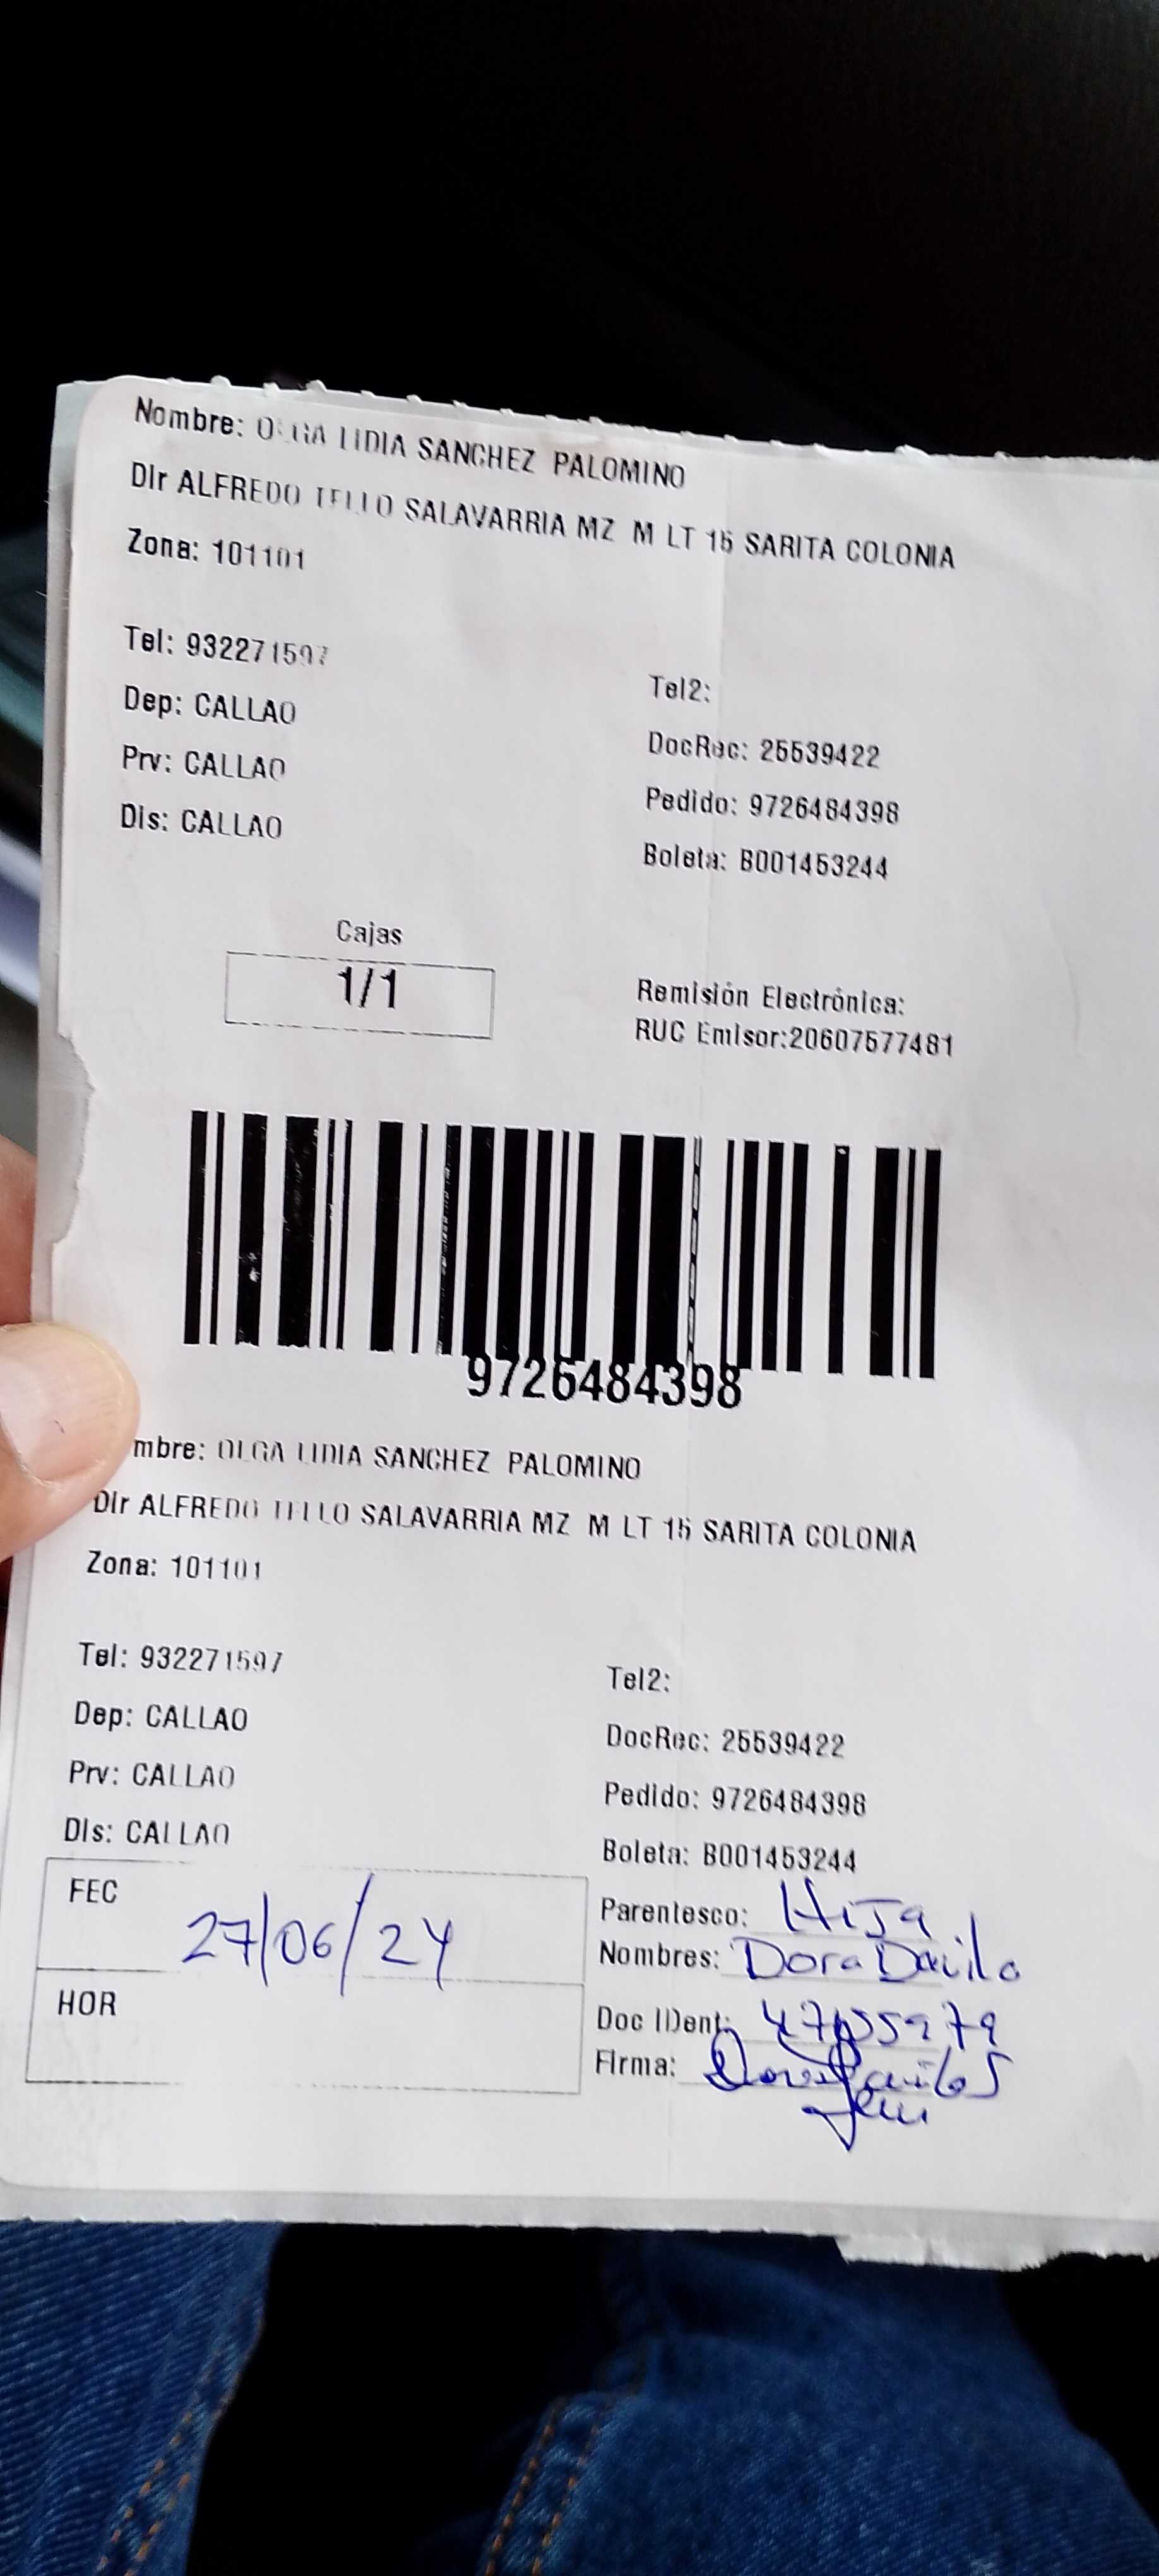 Nombre: OLGA LIDIA SANCHEZ PALOMINO
Dir ALFREDO TELLO SALAVARRIA MZ M LT 15 SARITA COLONIA
Zona: 101101
Tel: 932271597
Tel2:
Dep: CALLAO
DocRec: 25539422
Prv: CALLAO
Pedido: 9726484398
Dis: CALLAO
Boleta: B001453244
Cajas
1/1
Remisión Electrónica:
RUC Emisor:20607577481
9726484398
mbre: OLGA LIDIA SANCHEZ PALOMINO
Dir ALFREDO TELLO SALAVARRIA MZ M LT 15 SARITA COLONIA
Zona: 101101
Tel: 932271597
Tel2:
Dep: CALLAO
DocRec: 25539422
Prv: CALLAO
Pedido: 9726484398
Dis: CALLAO
Boleta: B001453244
FEC 27/06/24
Parentesco: Hija
Nombres: Dora Davila
HOR
Doc IDent:
Firma: